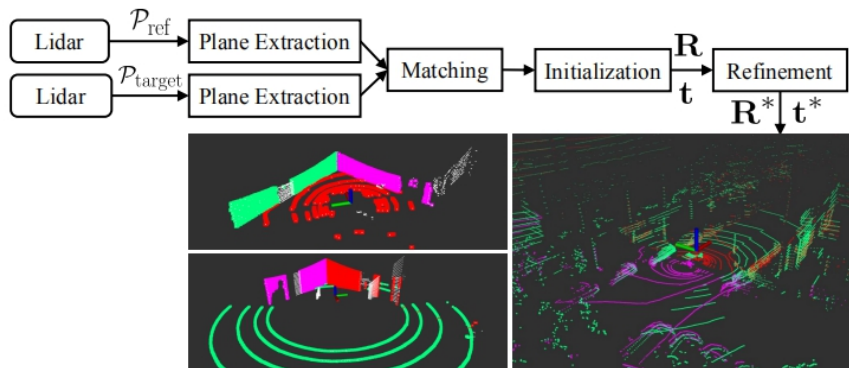 Lidar
P_ref
Plane Extraction
Lidar
P_target
Plane Extraction
Matching
Initialization
R
t
Refinement
R* t*